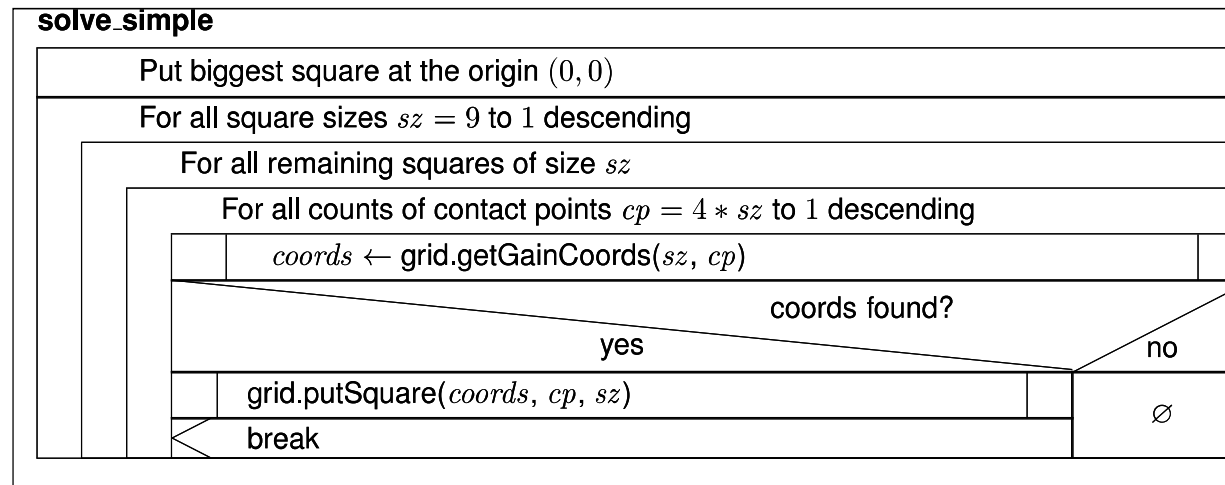 solve_simple
Put biggest square at the origin (0, 0)
For all square sizes sz = 9 to 1 descending
For all remaining squares of size sz
For all counts of contact points cp = 4 * sz to 1 descending
coords ← grid.getGainCoords(sz, cp)
coords found?
yes
no
grid.putSquare(coords, cp, sz)
∅
break